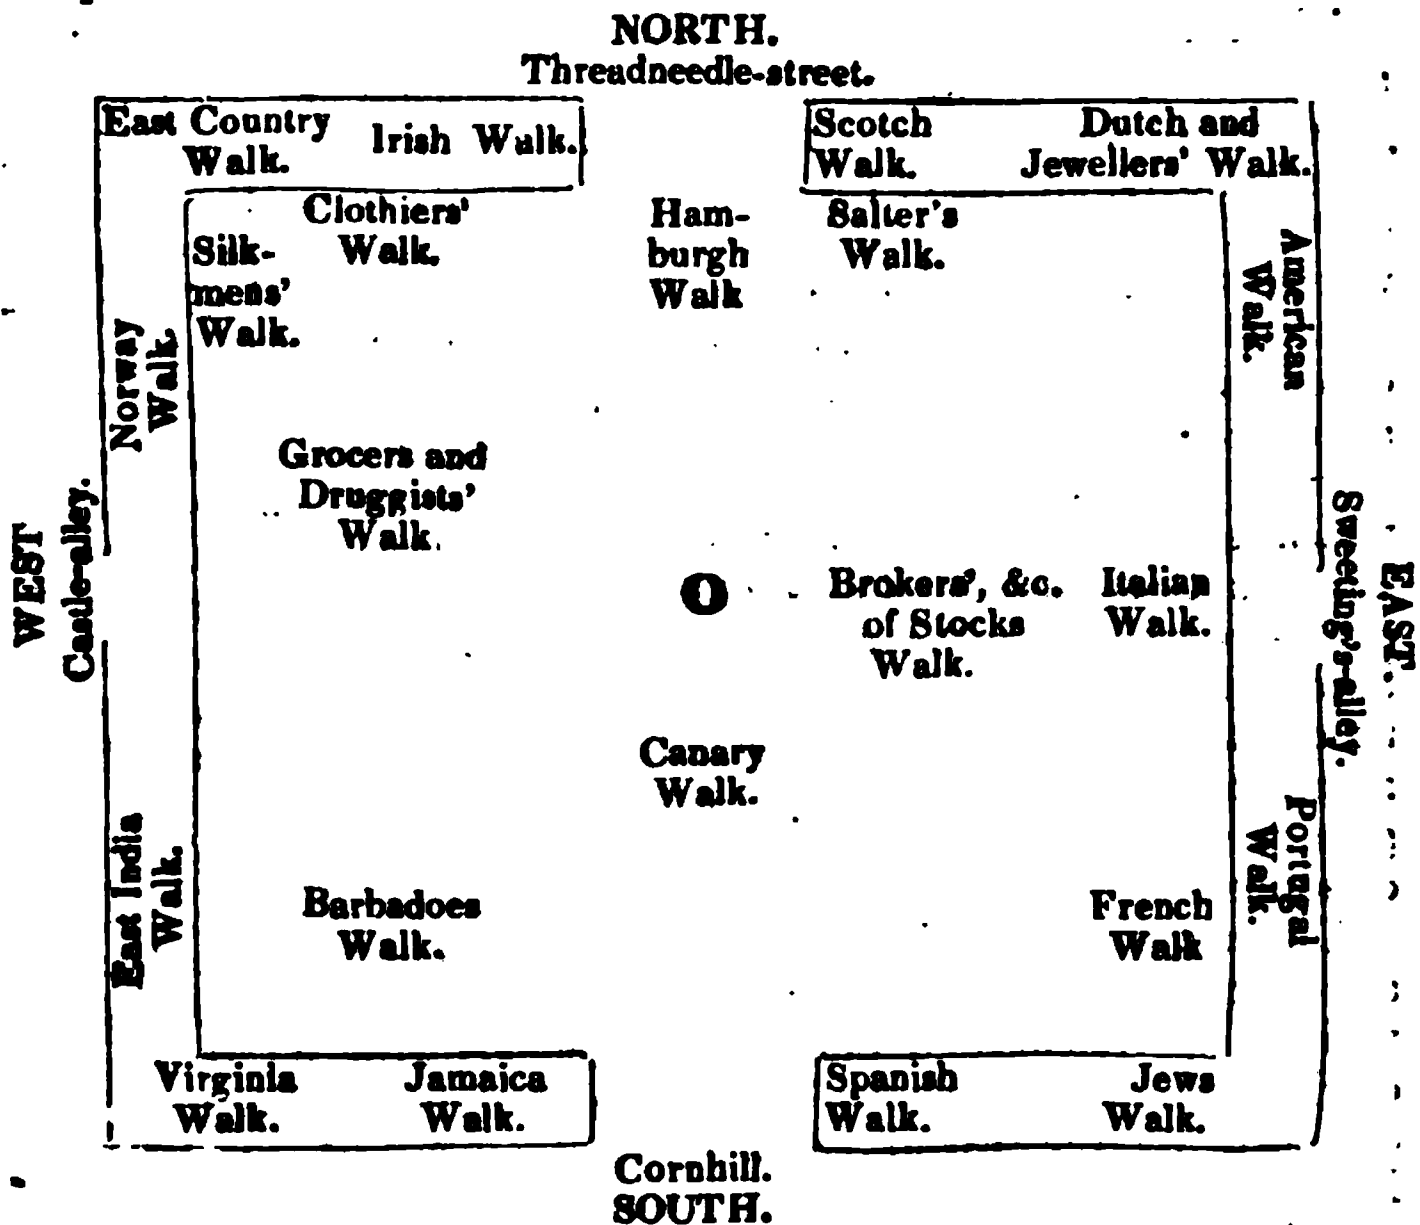 NORTH.
Threadneedle-street.
East Country
Walk.
Irish Walk.
Scotch
Walk.
Dutch and
Jewellers' Walk.
Clothiers'
Walk.
Silk-
mens'
Walk.
Ham-
burgh
Walk
Salter's
Walk.
American
Walk.
Norway
Walk.
Grocers and
Druggists'
Walk.
WEST
Castle-alley.
O
Brokers', &c.
of Stocks
Walk.
Italian
Walk.
Sweeting's-alley.
EAST.
Canary
Walk.
East India
Walk.
Barbadoes
Walk.
French
Walk
Portugal
Walk.
Virginia
Walk.
Jamaica
Walk.
Spanish
Walk.
Jews
Walk.
Cornhill.
SOUTH.